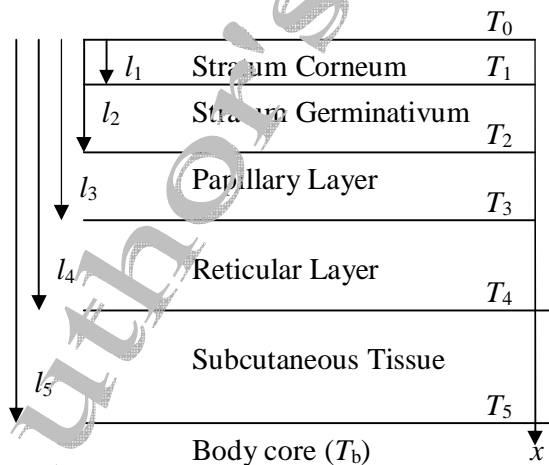 T0
l1 Stratum Corneum T1
l2 Stratum Germinativum T2
l3 Papillary Layer T3
l4 Reticular Layer T4
l5 Subcutaneous Tissue T5
Body core (Tb) x
uthor's